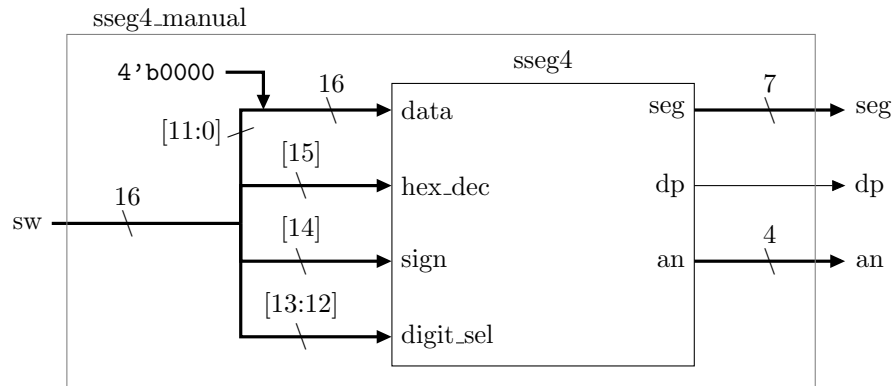 sseg4_manual
sseg4
4'b0000
16
data
seg
7
seg
[11:0]
[15]
hex_dec
dp
dp
sw
16
[14]
sign
an
4
an
[13:12]
digit_sel